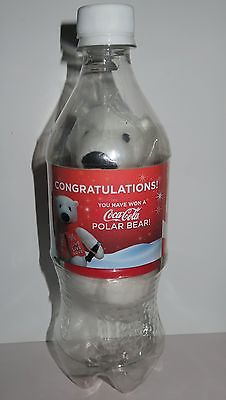 CONGRATULATIONS!
YOU HAVE WON A
Coca-Cola
POLAR BEAR!